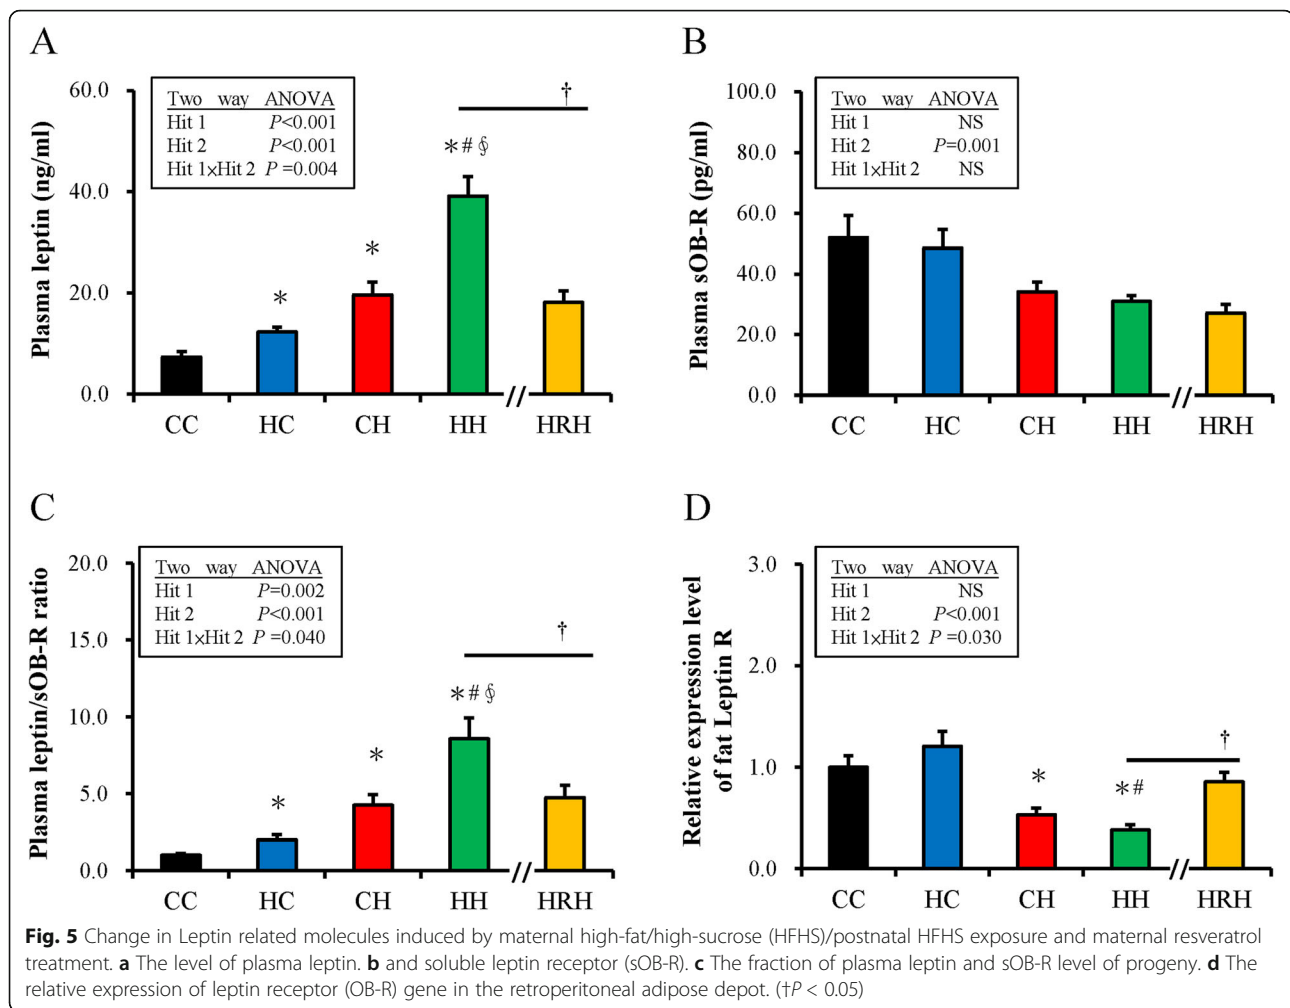 A
Plasma leptin (ng/ml)
60.0
40.0
20.0
0.0
Two way ANOVA
Hit 1 P<0.001
Hit 2 P<0.001
Hit 1×Hit 2 P =0.004
*
*
*#§
†
CC HC CH HH // HRH
B
Plasma sOB-R (pg/ml)
100.0
80.0
60.0
40.0
20.0
0.0
Two way ANOVA
Hit 1 NS
Hit 2 P=0.001
Hit 1×Hit 2 NS
CC HC CH HH // HRH
C
Plasma leptin/sOB-R ratio
20.0
15.0
10.0
5.0
0.0
Two way ANOVA
Hit 1 P=0.002
Hit 2 P<0.001
Hit 1×Hit 2 P =0.040
*
*
*#§
†
CC HC CH HH // HRH
D
Relative expression level
of fat Leptin R
3.0
2.0
1.0
0.0
Two way ANOVA
Hit 1 NS
Hit 2 P<0.001
Hit 1×Hit 2 P =0.030
*
*#
†
CC HC CH HH // HRH
Fig. 5 Change in Leptin related molecules induced by maternal high-fat/high-sucrose (HFHS)/postnatal HFHS exposure and maternal resveratrol
treatment. a The level of plasma leptin. b and soluble leptin receptor (sOB-R). c The fraction of plasma leptin and sOB-R level of progeny. d The
relative expression of leptin receptor (OB-R) gene in the retroperitoneal adipose depot. (†P < 0.05)